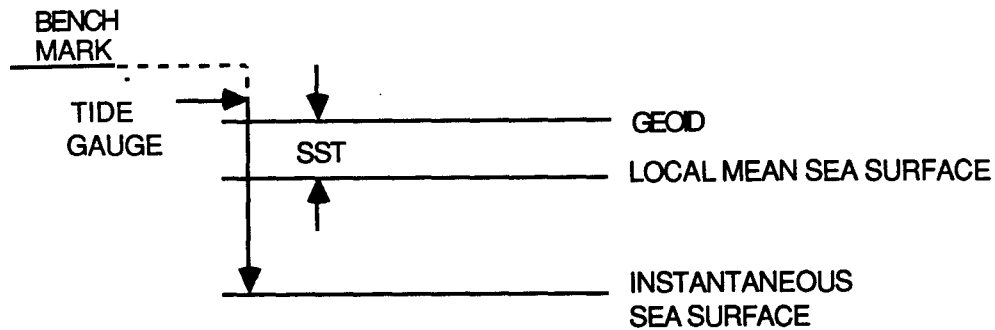 BENCH
MARK
TIDE
GAUGE
SST
GEOID
LOCAL MEAN SEA SURFACE
INSTANTANEOUS
SEA SURFACE